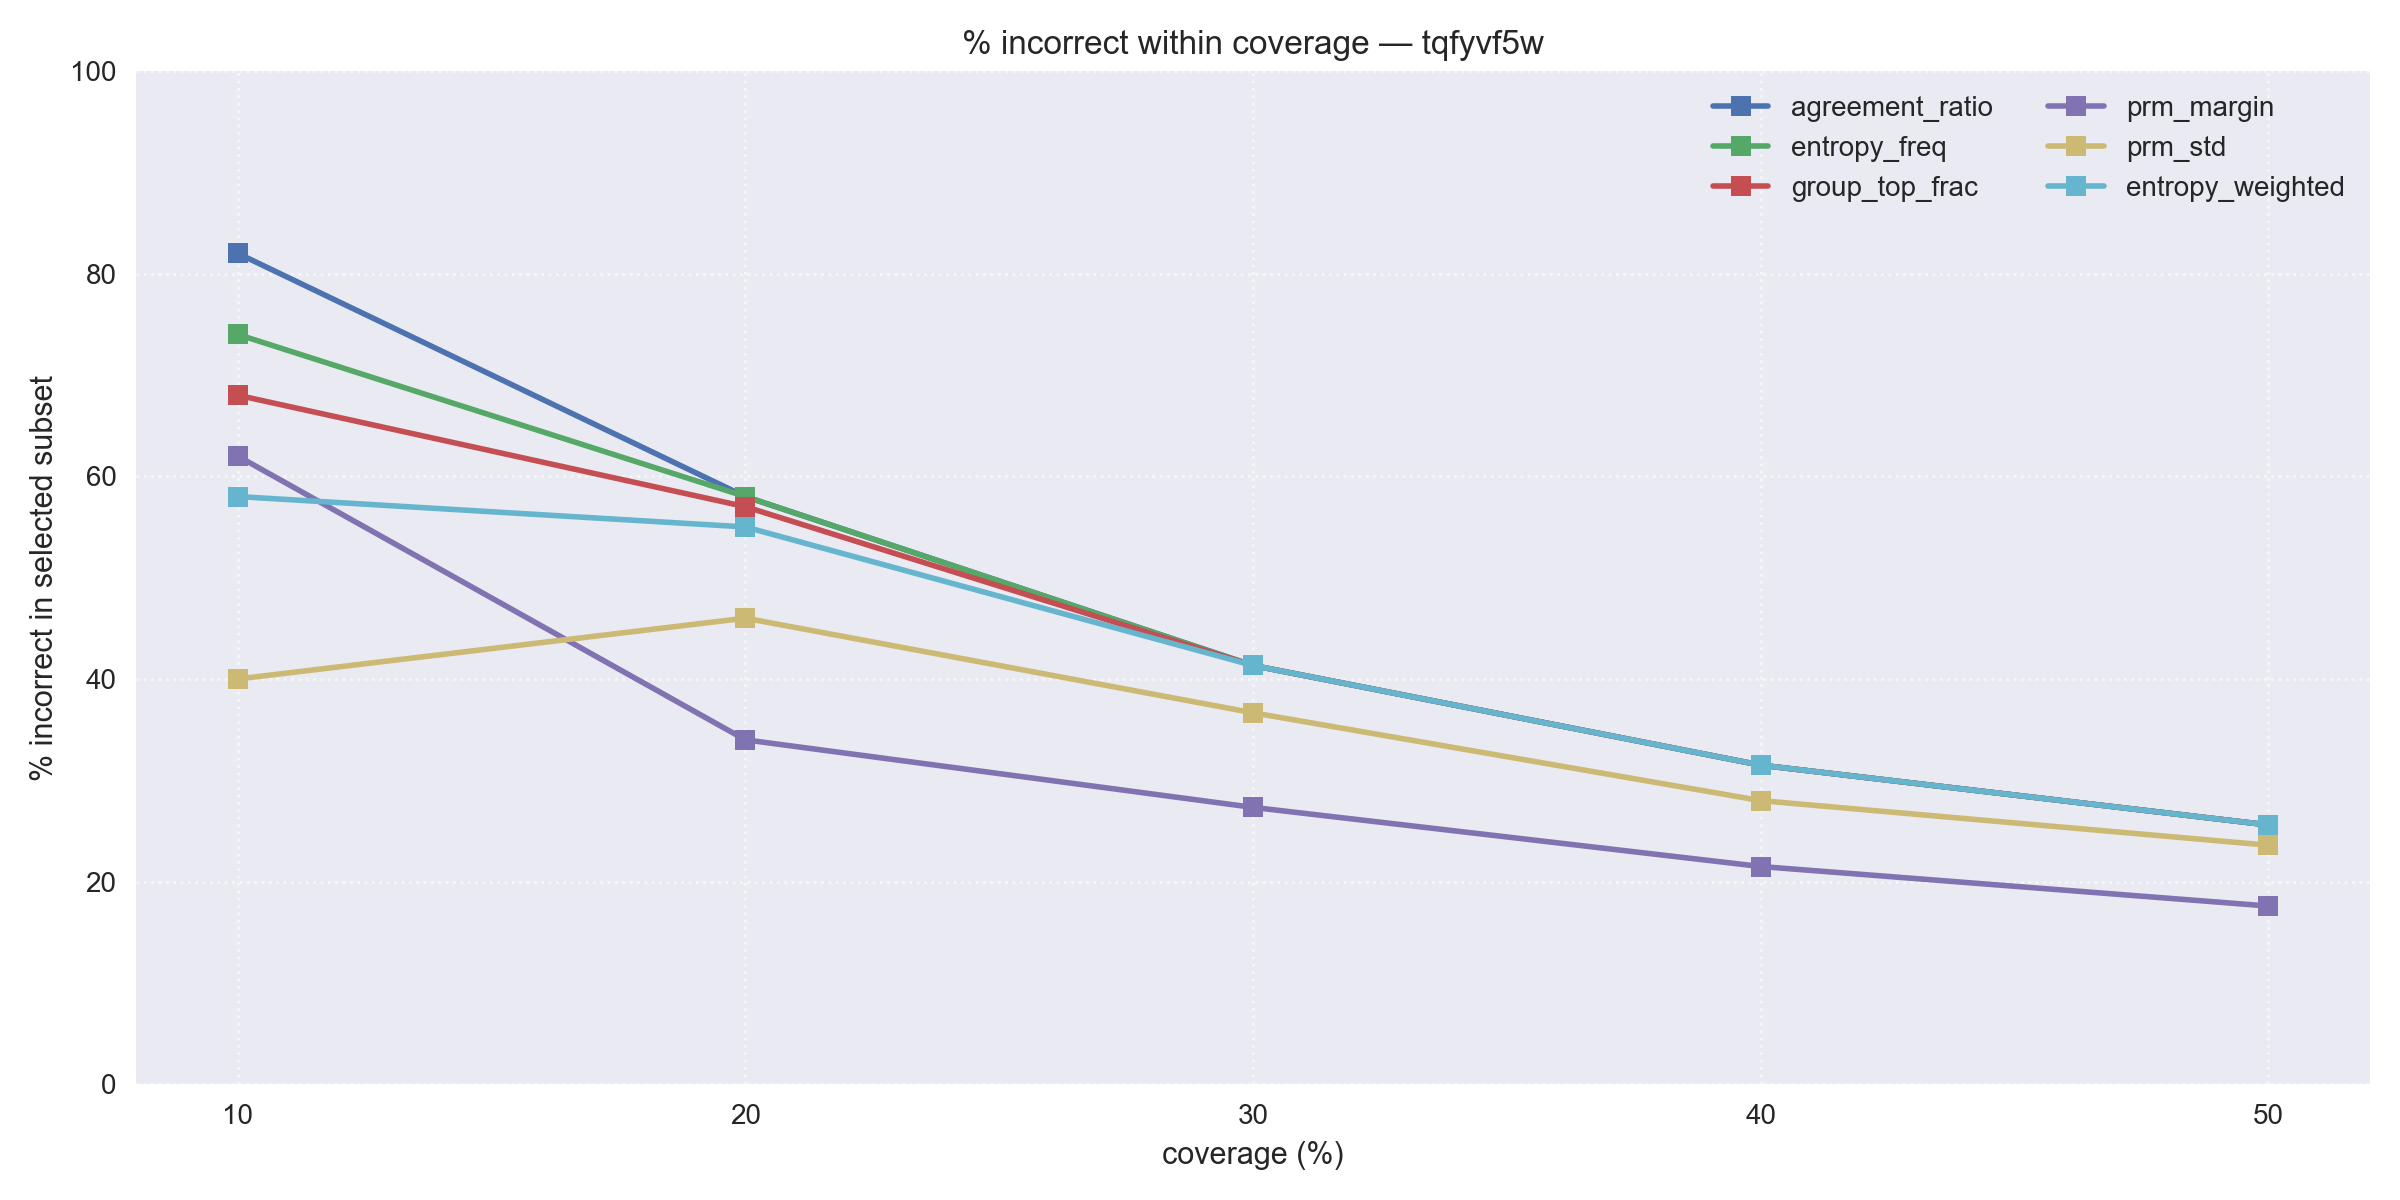 % incorrect within coverage — tqfyvf5w
% incorrect in selected subset
100
80
60
40
20
0
agreement_ratio
entropy_freq
group_top_frac
prm_margin
prm_std
entropy_weighted
10 20 30 40 50
coverage (%)